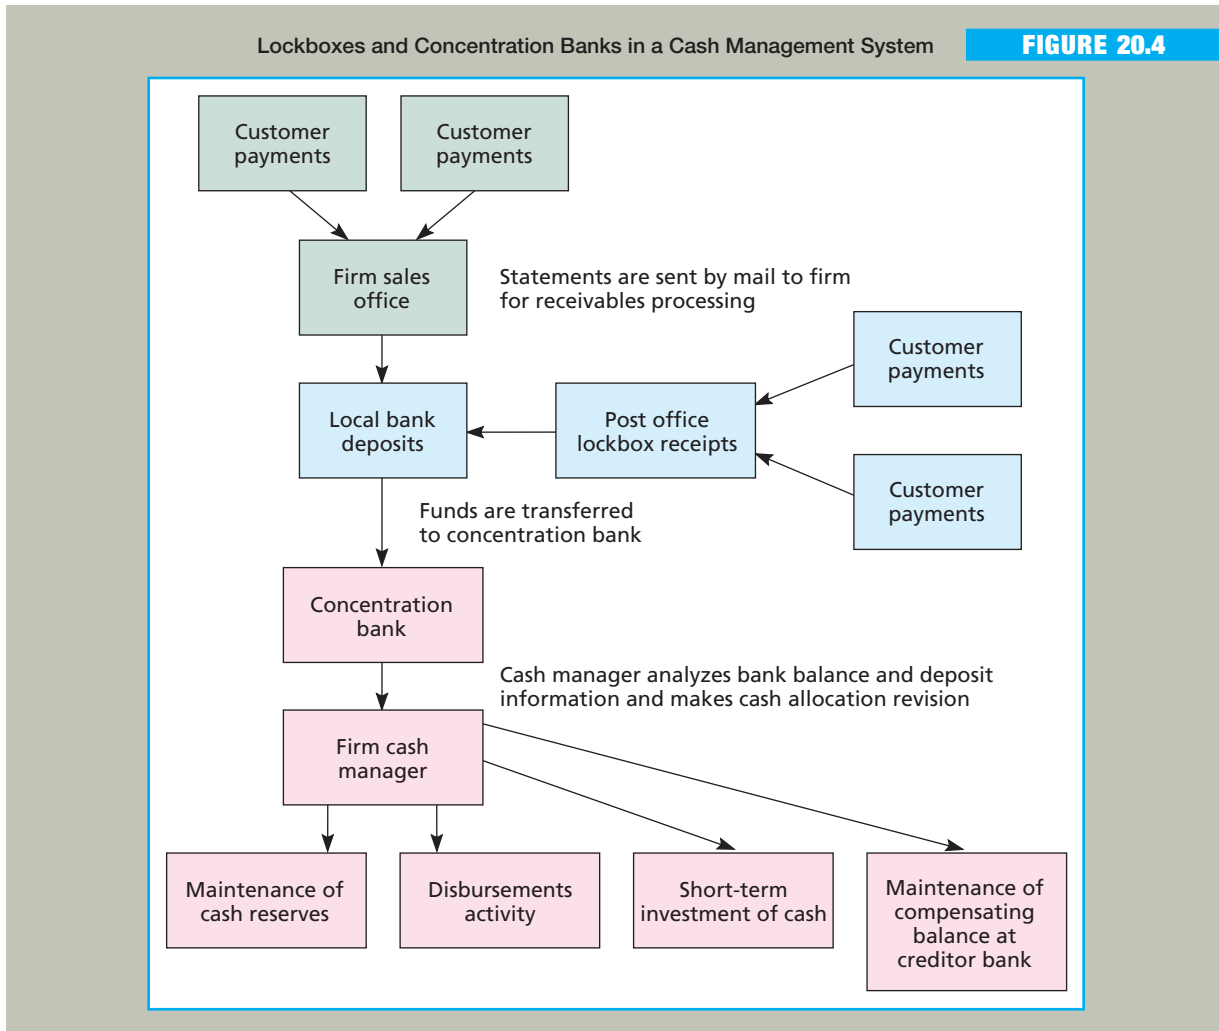 Lockboxes and Concentration Banks in a Cash Management System
FIGURE 20.4
Customer
payments
Customer
payments
Firm sales
office
Statements are sent by mail to firm
for receivables processing
Customer
payments
Local bank
deposits
Post office
lockbox receipts
Customer
payments
Funds are transferred
to concentration bank
Concentration
bank
Cash manager analyzes bank balance and deposit
information and makes cash allocation revision
Firm cash
manager
Maintenance of
cash reserves
Disbursements
activity
Short-term
investment of cash
Maintenance of
compensating
balance at
creditor bank